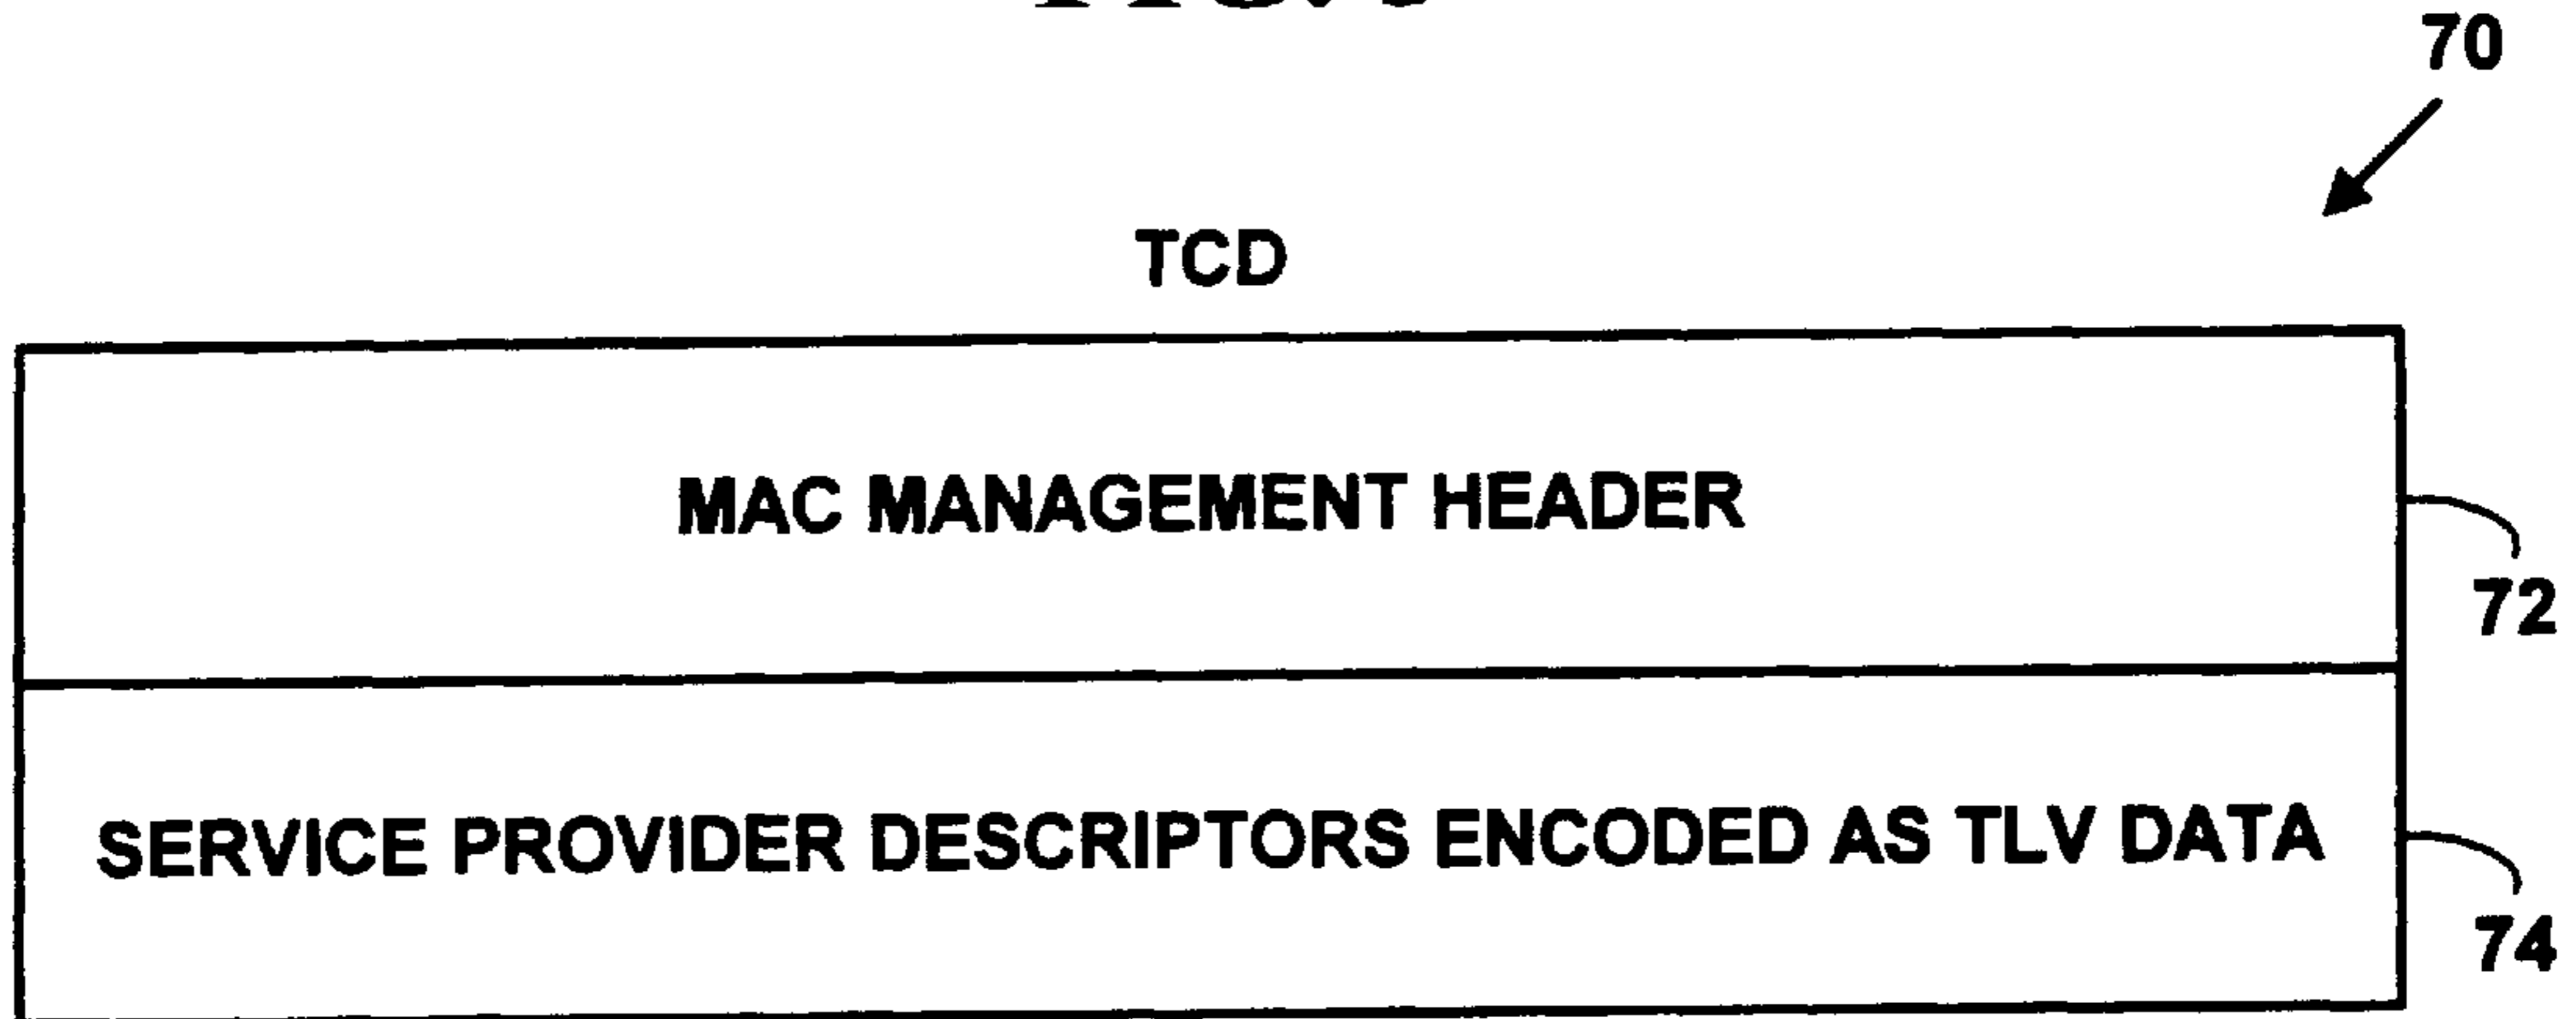 70
TCD
MAC MANAGEMENT HEADER
72
SERVICE PROVIDER DESCRIPTORS ENCODED AS TLV DATA
74